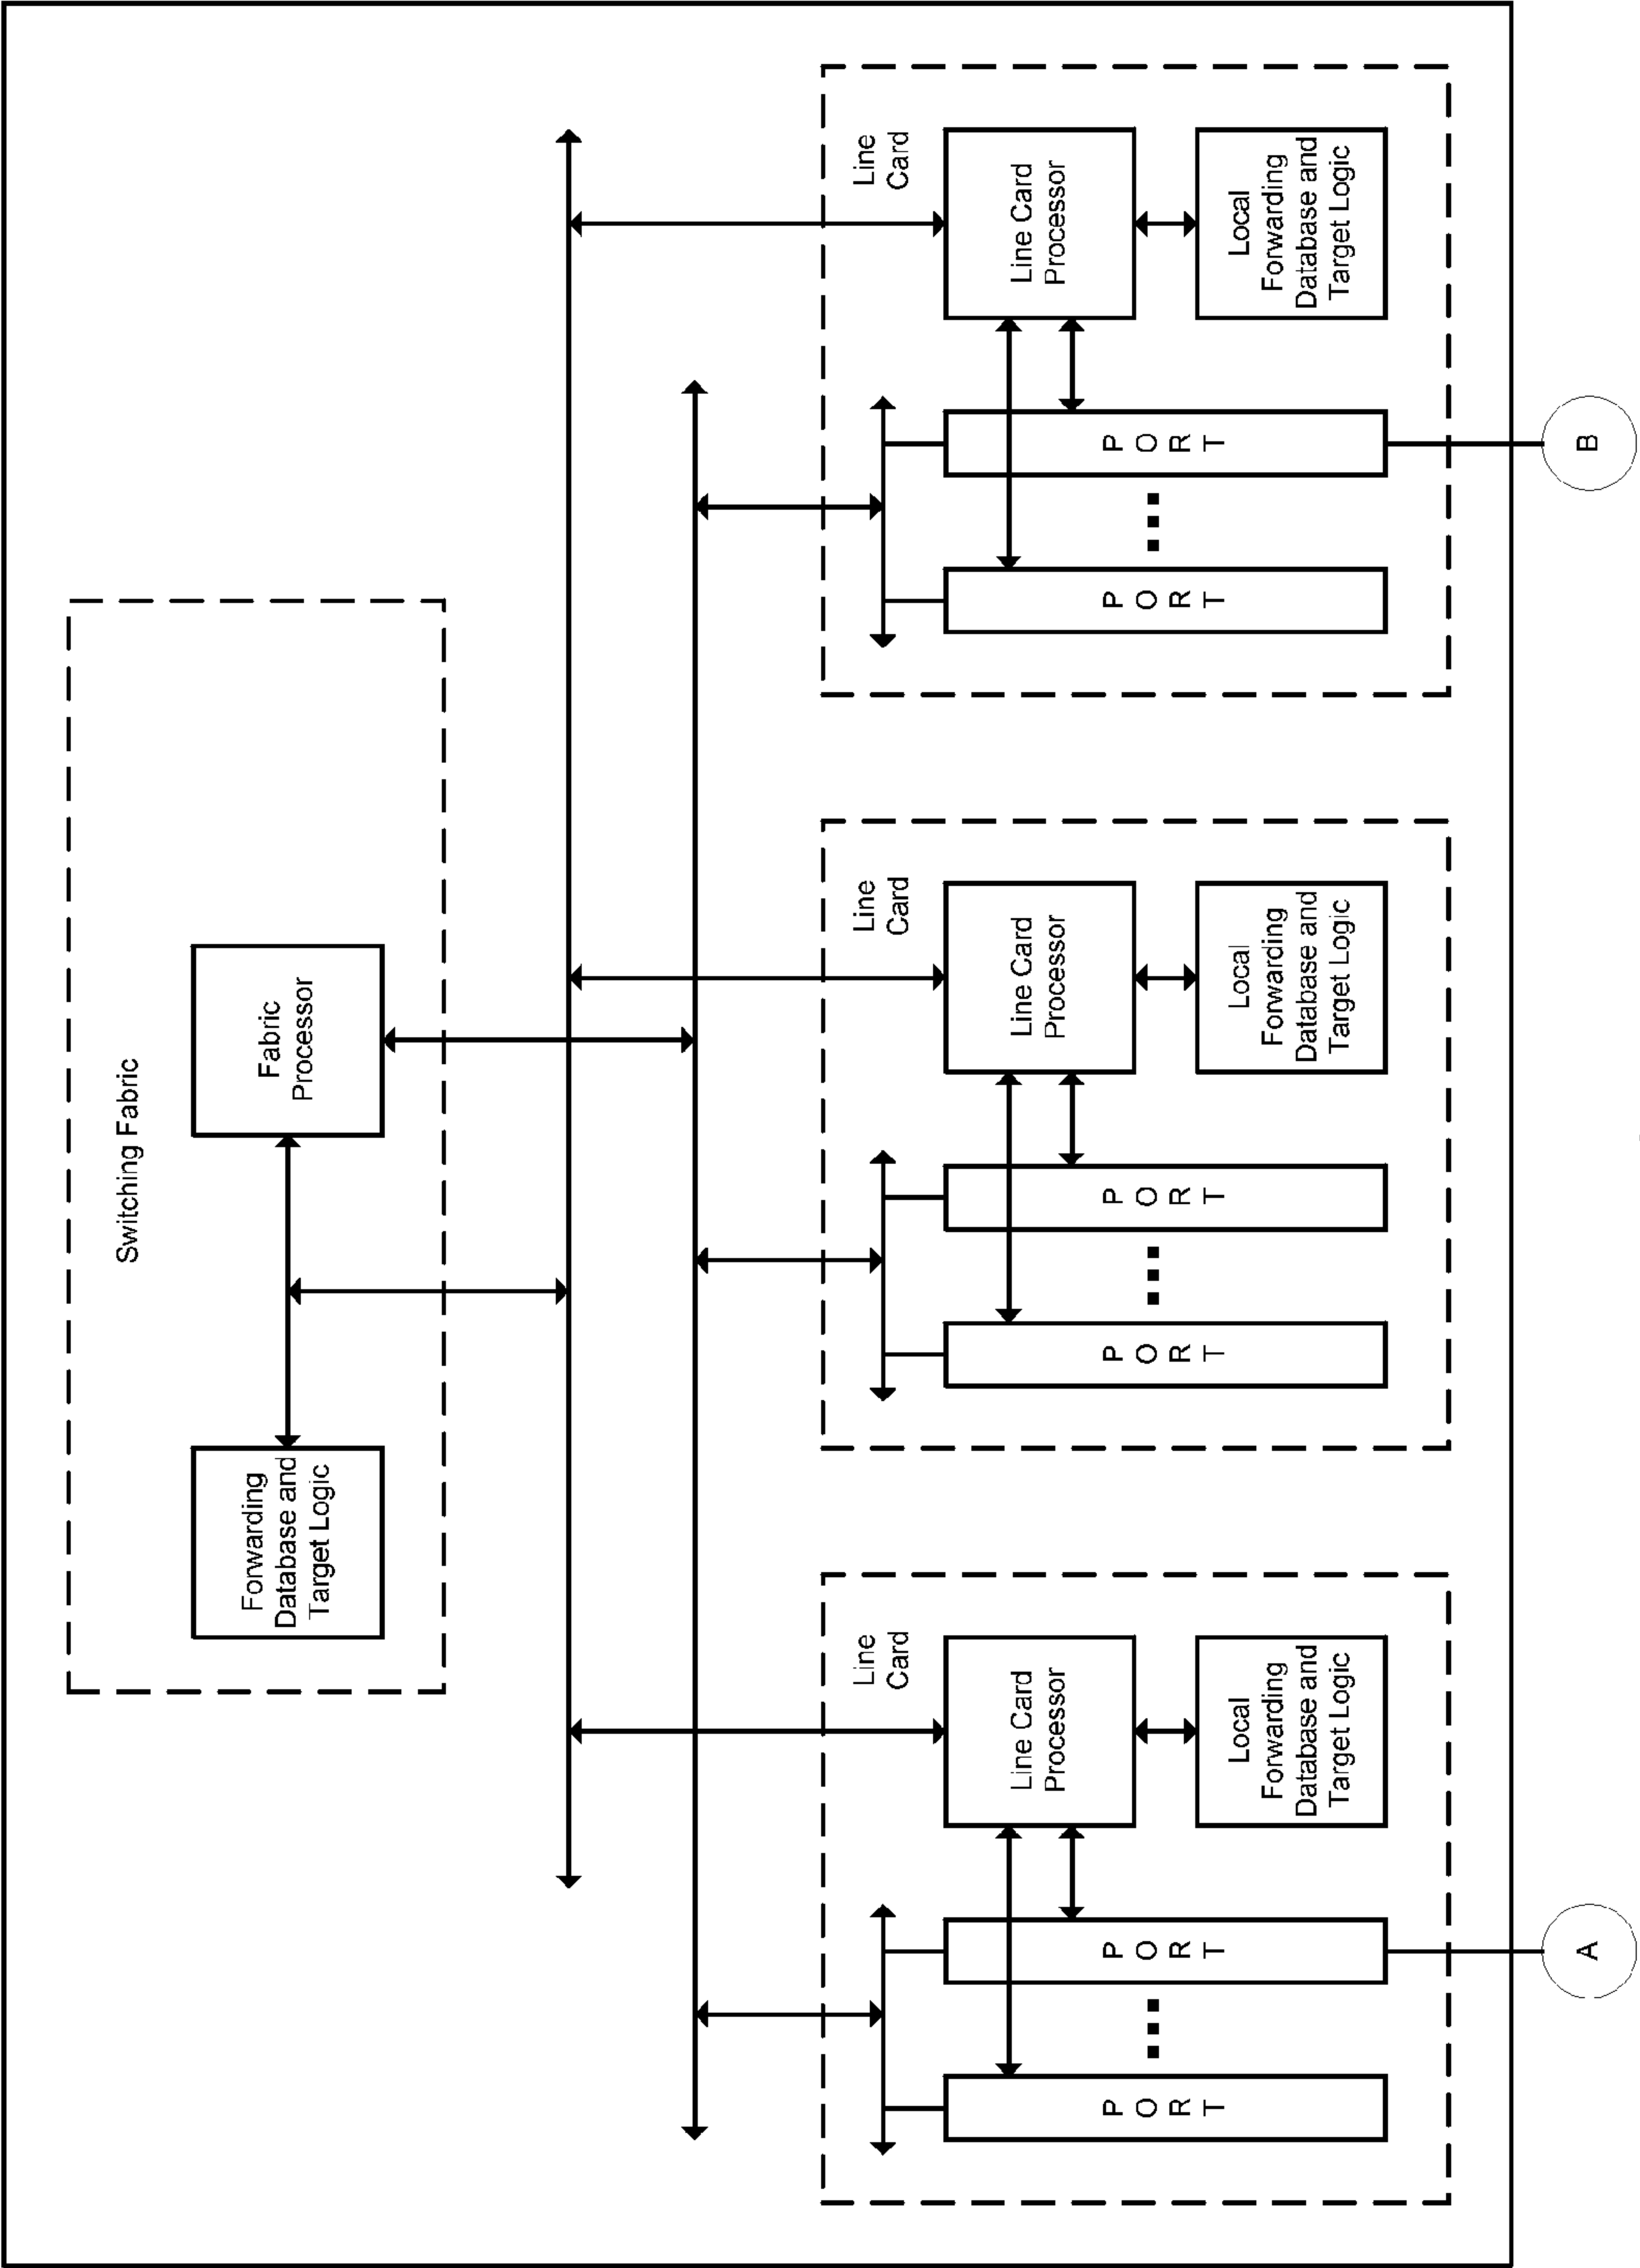 Switching Fabric
Forwarding
Database and
Target Logic
Fabric
Processor
Line
Card
Line Card
Processor
Local
Forwarding
Database and
Target Logic
PORT
PORT
Line
Card
Line Card
Processor
Local
Forwarding
Database and
Target Logic
PORT
PORT
Line
Card
Line Card
Processor
Local
Forwarding
Database and
Target Logic
PORT
PORT
A
B